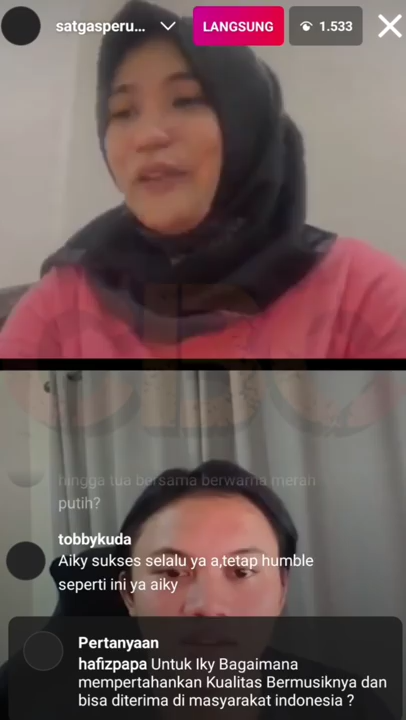 satgasperu...
LANGSUNG
1.533
hingga tua bersama berwarna merah
putih?
tobbykuda
Aiky sukses selalu ya a,tetap humble
seperti ini ya aiky
Pertanyaan
hafizpapa Untuk Iky Bagaimana
mempertahankan Kualitas Bermusiknya dan
bisa diterima di masyarakat indonesia ?